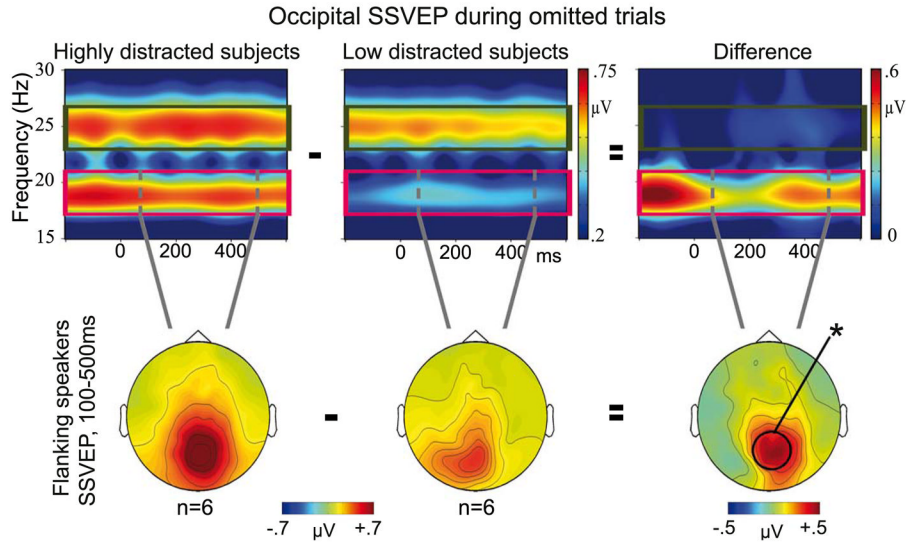 Occipital SSVEP during omitted trials
Highly distracted subjects
Low distracted subjects
Difference
Frequency (Hz)
30
25
20
15
0 200 400
.75
μV
.2
0 200 400 ms
.6
μV
0
0 200 400
Flanking speakers
SSVEP, 100-500ms
-
=
-
=
*
n=6
-.7 μV +.7
n=6
-.5 μV +.5